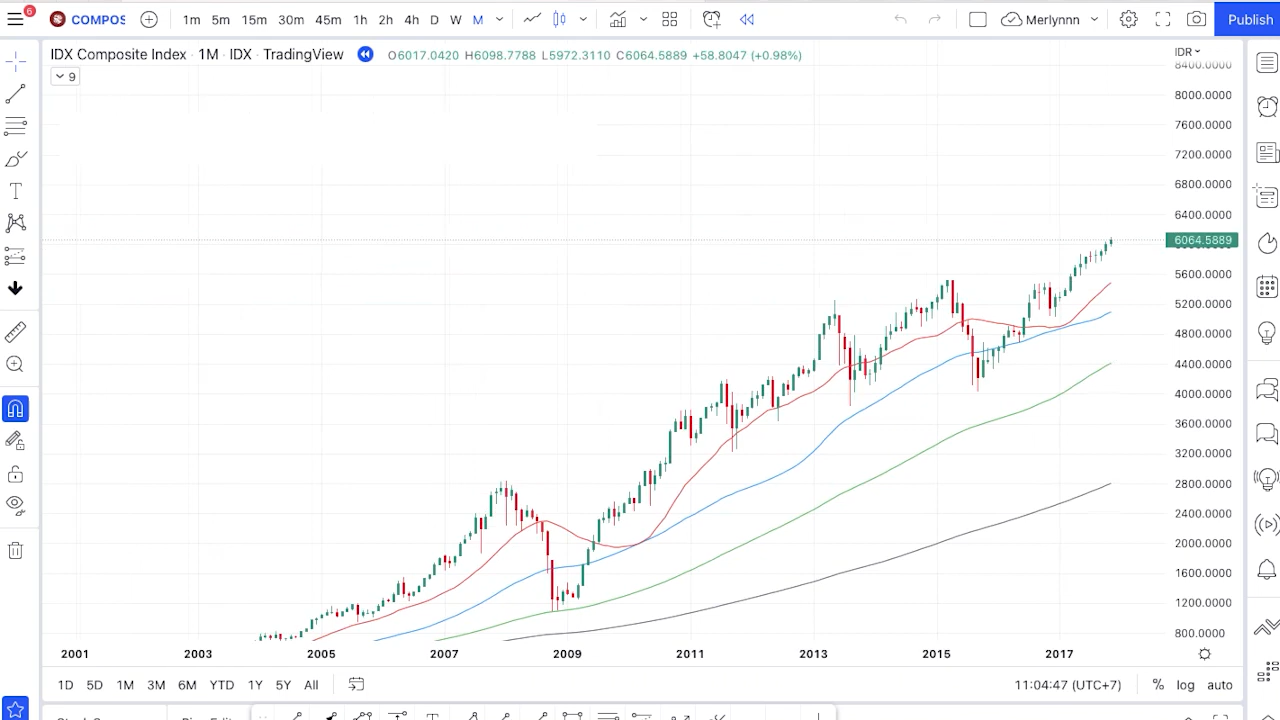 6
COMPOS
1m 5m 15m 30m 45m 1h 2h 4h D W M
Merlynnn
Publish
IDX Composite Index · 1M · IDX · TradingView
O6017.0420 H6098.7788 L5972.3110 C6064.5889 +58.8047 (+0.98%)
9
IDR
8400.0000
8000.0000
7600.0000
7200.0000
6800.0000
6400.0000
6064.5889
5600.0000
5200.0000
4800.0000
4400.0000
4000.0000
3600.0000
3200.0000
2800.0000
2400.0000
2000.0000
1600.0000
1200.0000
800.0000
2001 2003 2005 2007 2009 2011 2013 2015 2017
1D 5D 1M 3M 6M YTD 1Y 5Y All
11:04:47 (UTC+7) % log auto